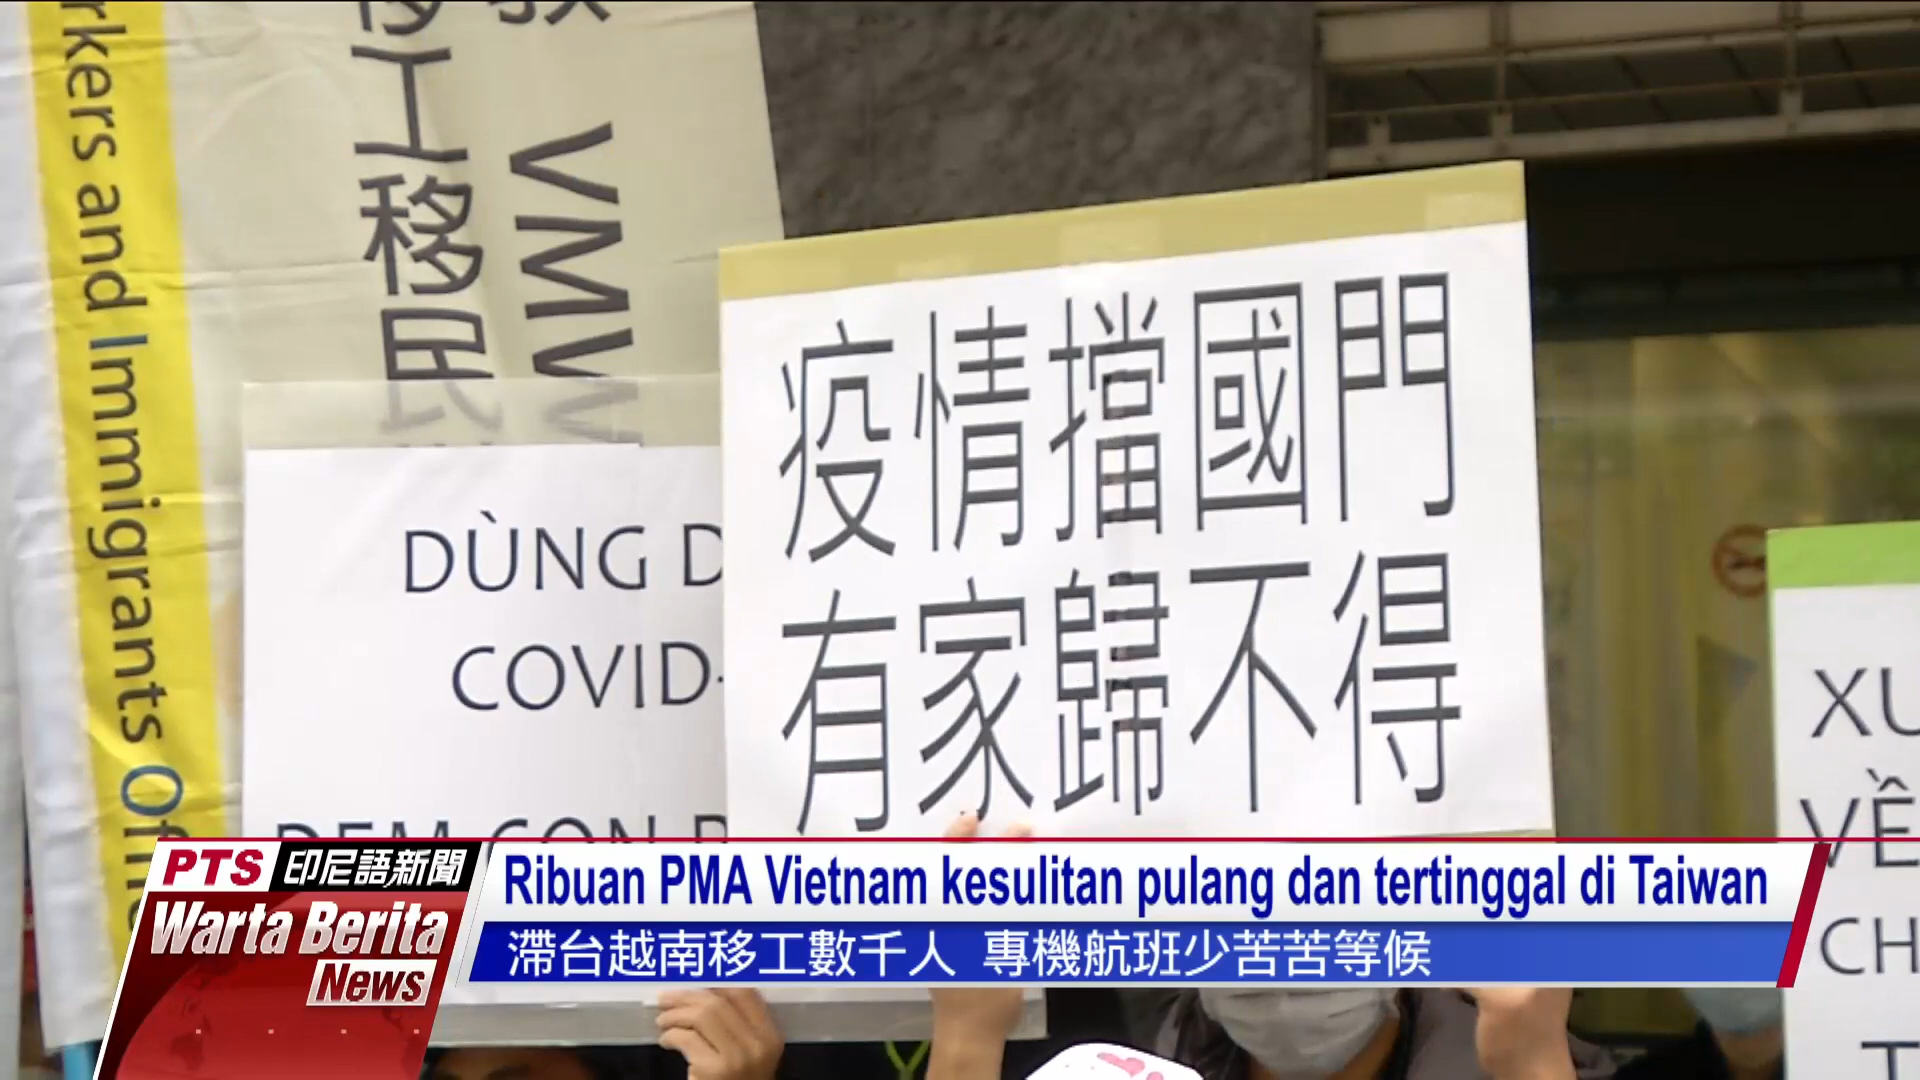 rkers and Immigrants Offi
移工移民
VMW
DÙNG D
COVID-
疫情擋國門
有家歸不得
XU
VỀ
CH
PTS 印尼語新聞
Warta Berita
News
Ribuan PMA Vietnam kesulitan pulang dan tertinggal di Taiwan
滯台越南移工數千人 專機航班少苦苦等候